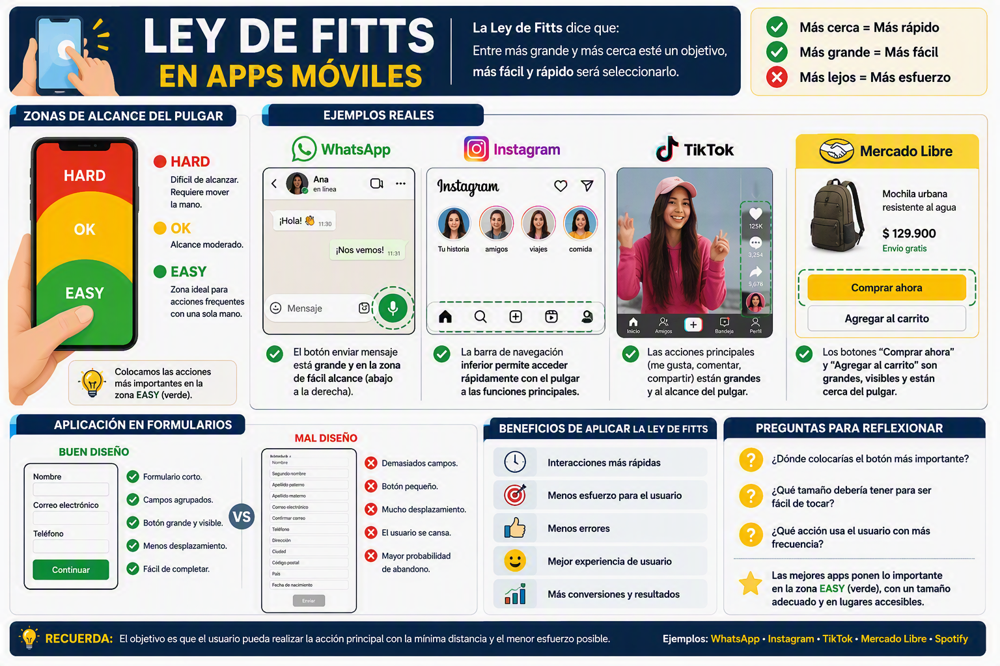 LEY DE FITTS
EN APPS MÓVILES
La Ley de Fitts dice que:
Entre más grande y más cerca esté un objetivo,
más fácil y rápido será seleccionarlo.
Más cerca = Más rápido
Más grande = Más fácil
Más lejos = Más esfuerzo
ZONAS DE ALCANCE DEL PULGAR
HARD
OK
EASY
HARD
Difícil de alcanzar.
Requiere mover
la mano.
OK
Alcance moderado.
EASY
Zona ideal para
acciones frequentes
con una sola mano.
Colocamos las acciones
más importantes en la
zona EASY (verde).
EJEMPLOS REALES
WhatsApp
Ana
en línea
¡Hola! 👋 11:30
¡Nos vemos! 11:31
Mensaje
El botón enviar mensaje
está grande y en la zona
de fácil alcance (abajo
a la derecha).
Instagram
Instagram
Tu historia
amigos
viajes
comida
La barra de navegación
inferior permite acceder
rápidamente con el pulgar
a las funciones principales.
TikTok
125K
3,254
5,678
Inicio
Amigos
Bandeja
Perfil
Las acciones principales
(me gusta, comentar,
compartir) están grandes
y al alcance del pulgar.
Mercado Libre
Mochila urbana
resistente al agua
$ 129.900
Envío gratis
Comprar ahora
Agregar al carrito
Los botones “Comprar ahora”
y “Agregar al carrito” son
grandes, visibles y están
cerca del pulgar.
APLICACIÓN EN FORMULARIOS
BUEN DISEÑO
Nombre
Correo electrónico
Teléfono
Continuar
Formulario corto.
Campos agrupados.
Botón grande y visible.
Menos desplazamiento.
Fácil de completar.
VS
MAL DISEÑO
Nombre
Segundo nombre
Apellido paterno
Apellido materno
Correo electrónico
Confirmar correo
Teléfono
Dirección
Ciudad
Código postal
País
Fecha de nacimiento
Enviar
Demasiados campos.
Botón pequeño.
Mucho desplazamiento.
El usuario se cansa.
Mayor probabilidad
de abandono.
BENEFICIOS DE APLICAR LA LEY DE FITTS
Interacciones más rápidas
Menos esfuerzo para el usuario
Menos errores
Mejor experiencia de usuario
Más conversiones y resultados
PREGUNTAS PARA REFLEXIONAR
¿Dónde colocarías el botón más importante?
¿Qué tamaño debería tener para ser
fácil de tocar?
¿Qué acción usa el usuario con más
frecuencia?
Las mejores apps ponen lo importante
en la zona EASY (verde), con un tamaño
adecuado y en lugares accesibles.
RECUERDA: El objetivo es que el usuario pueda realizar la acción principal con la mínima distancia y el menor esfuerzo posible.
Ejemplos: WhatsApp • Instagram • TikTok • Mercado Libre • Spotify